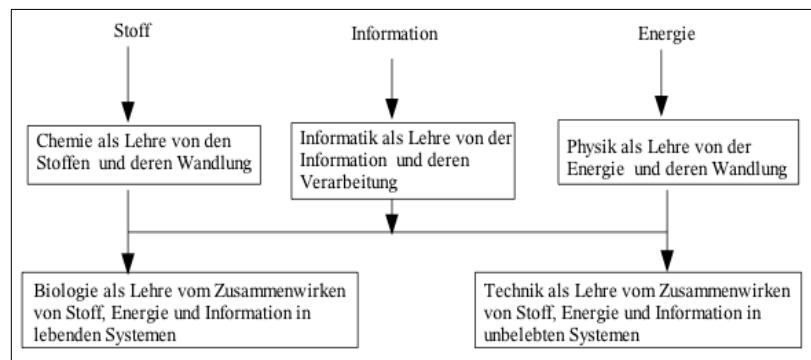 Stoff
Information
Energie
Chemie als Lehre von den
Stoffen und deren Wandlung
Informatik als Lehre von der
Information und deren
Verarbeitung
Physik als Lehre von der
Energie und deren Wandlung
Biologie als Lehre vom Zusammenwirken
von Stoff, Energie und Information in
lebenden Systemen
Technik als Lehre vom Zusammenwirken
von Stoff, Energie und Information in
unbelebten Systemen